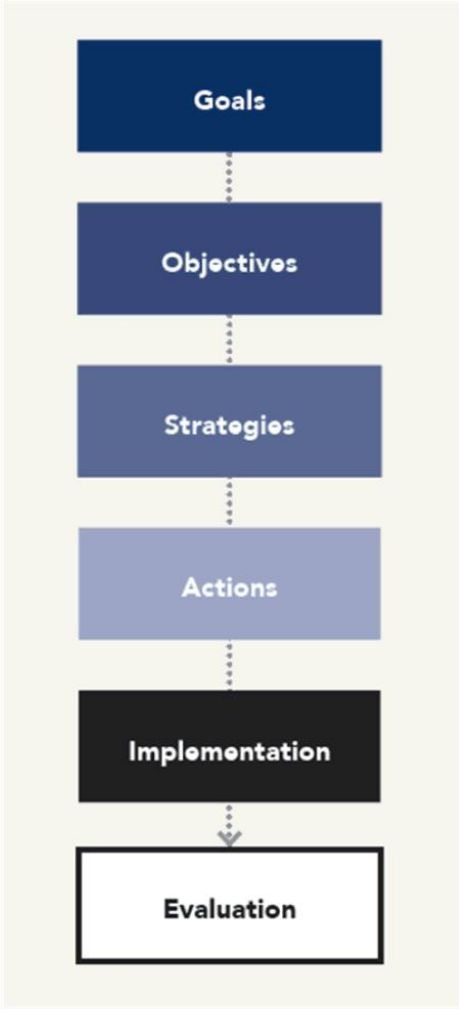 Goals
Objectives
Strategies
Actions
Implementation
Evaluation